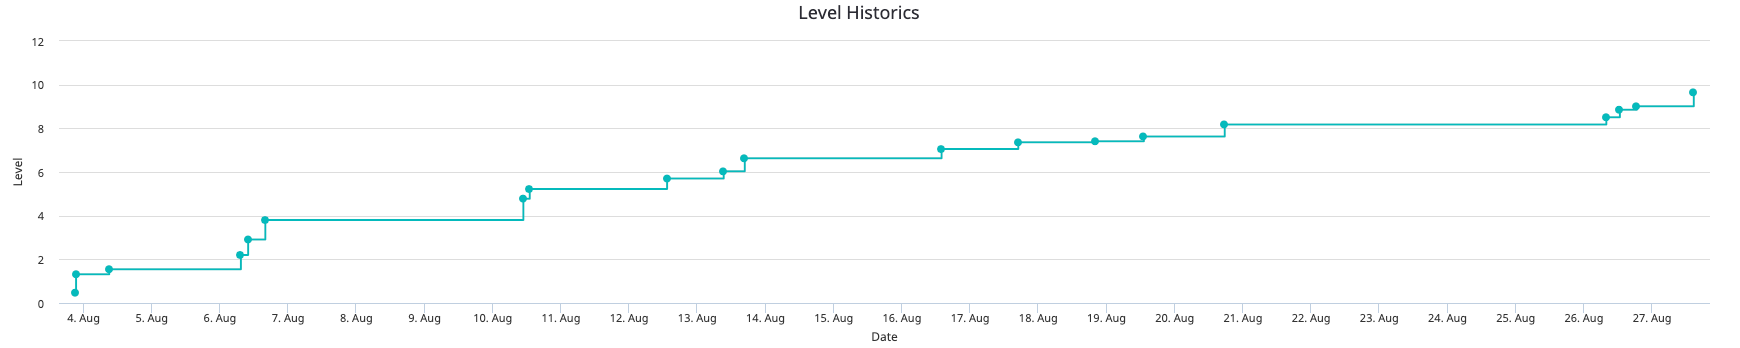 Level Historics
12
10
8
6
4
2
0
Level
4. Aug 5. Aug 6. Aug 7. Aug 8. Aug 9. Aug 10. Aug 11. Aug 12. Aug 13. Aug 14. Aug 15. Aug 16. Aug 17. Aug 18. Aug 19. Aug 20. Aug 21. Aug 22. Aug 23. Aug 24. Aug 25. Aug 26. Aug 27. Aug
Date